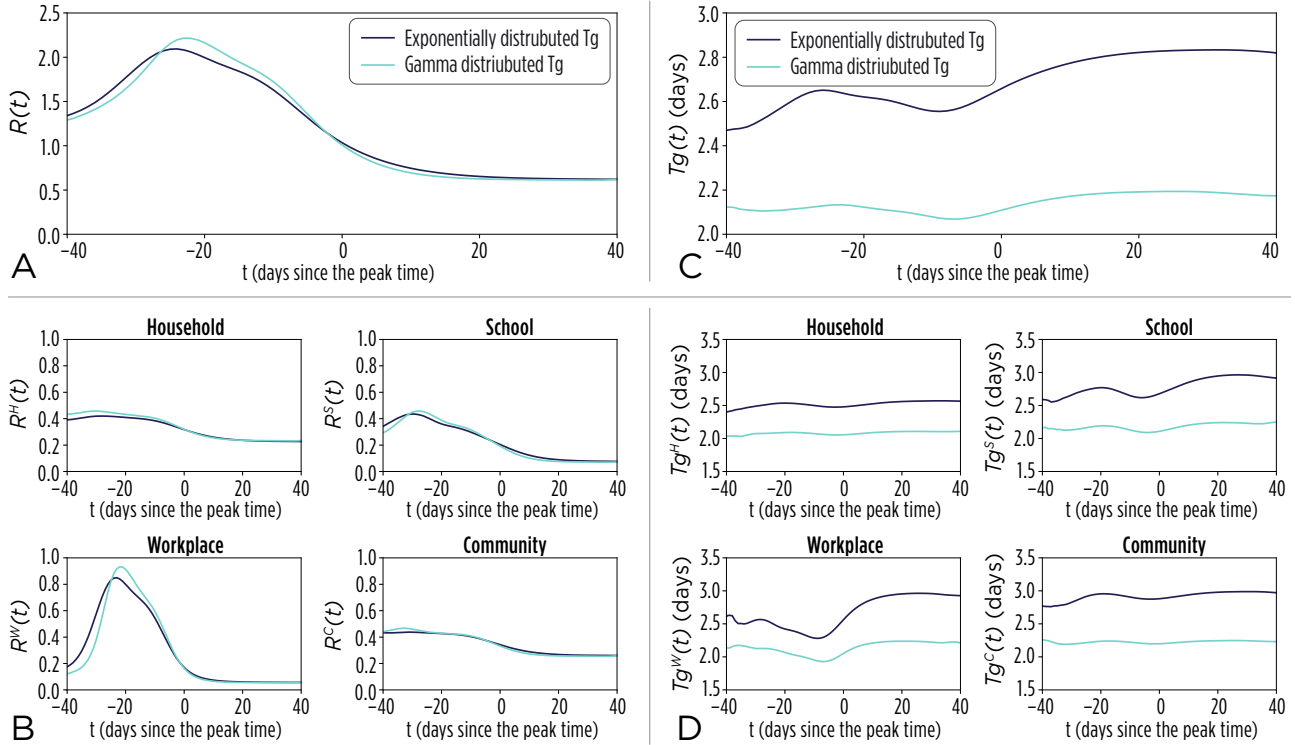 2.5
2.0
1.5
1.0
0.5
0.0
R(t)
Exponentially distrubuted Tg
Gamma distriubuted Tg
−40 −20 0 20 40
t (days since the peak time)
A
3.0
2.8
2.6
2.4
2.2
2.0
Tg(t) (days)
Exponentially distrubuted Tg
Gamma distriubuted Tg
−40 −20 0 20 40
t (days since the peak time)
C
Household
1.0
0.8
0.6
0.4
0.2
0.0
R^H(t)
−40 −20 0 20 40
t (days since the peak time)
School
1.0
0.8
0.6
0.4
0.2
0.0
R^S(t)
−40 −20 0 20 40
t (days since the peak time)
Workplace
1.0
0.8
0.6
0.4
0.2
0.0
R^W(t)
−40 −20 0 20 40
t (days since the peak time)
Community
1.0
0.8
0.6
0.4
0.2
0.0
R^C(t)
−40 −20 0 20 40
t (days since the peak time)
B
Household
3.5
3.0
2.5
2.0
1.5
Tg^H(t) (days)
−40 −20 0 20 40
t (days since the peak time)
School
3.5
3.0
2.5
2.0
1.5
Tg^S(t) (days)
−40 −20 0 20 40
t (days since the peak time)
Workplace
3.5
3.0
2.5
2.0
1.5
Tg^W(t) (days)
−40 −20 0 20 40
t (days since the peak time)
Community
3.5
3.0
2.5
2.0
1.5
Tg^C(t) (days)
−40 −20 0 20 40
t (days since the peak time)
D